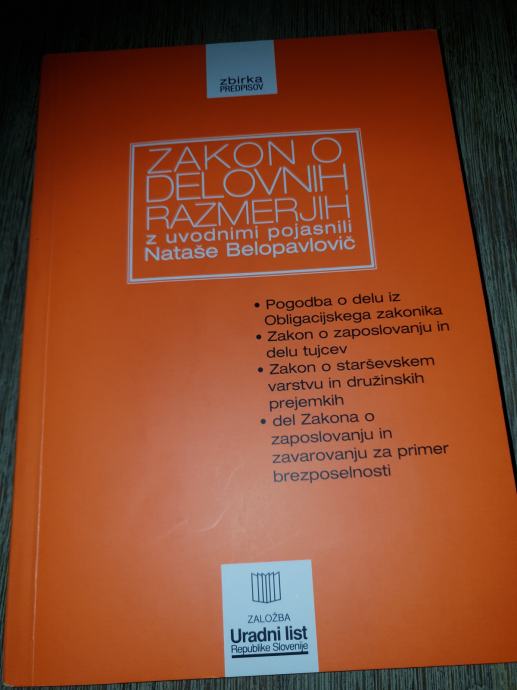 zbirka
PREDPISOV
ZAKON O
DELOVNIH
RAZMERJIH
z uvodnimi pojasnili
Nataše Belopavlovič
• Pogodba o delu iz
Obligacijskega zakonika
• Zakon o zaposlovanju in
delu tujcev
• Zakon o starševskem
varstvu in družinskih
prejemkih
• del Zakona o
zaposlovanju in
zavarovanju za primer
brezposelnosti
ZALOŽBA
Uradni list
Republike Slovenije